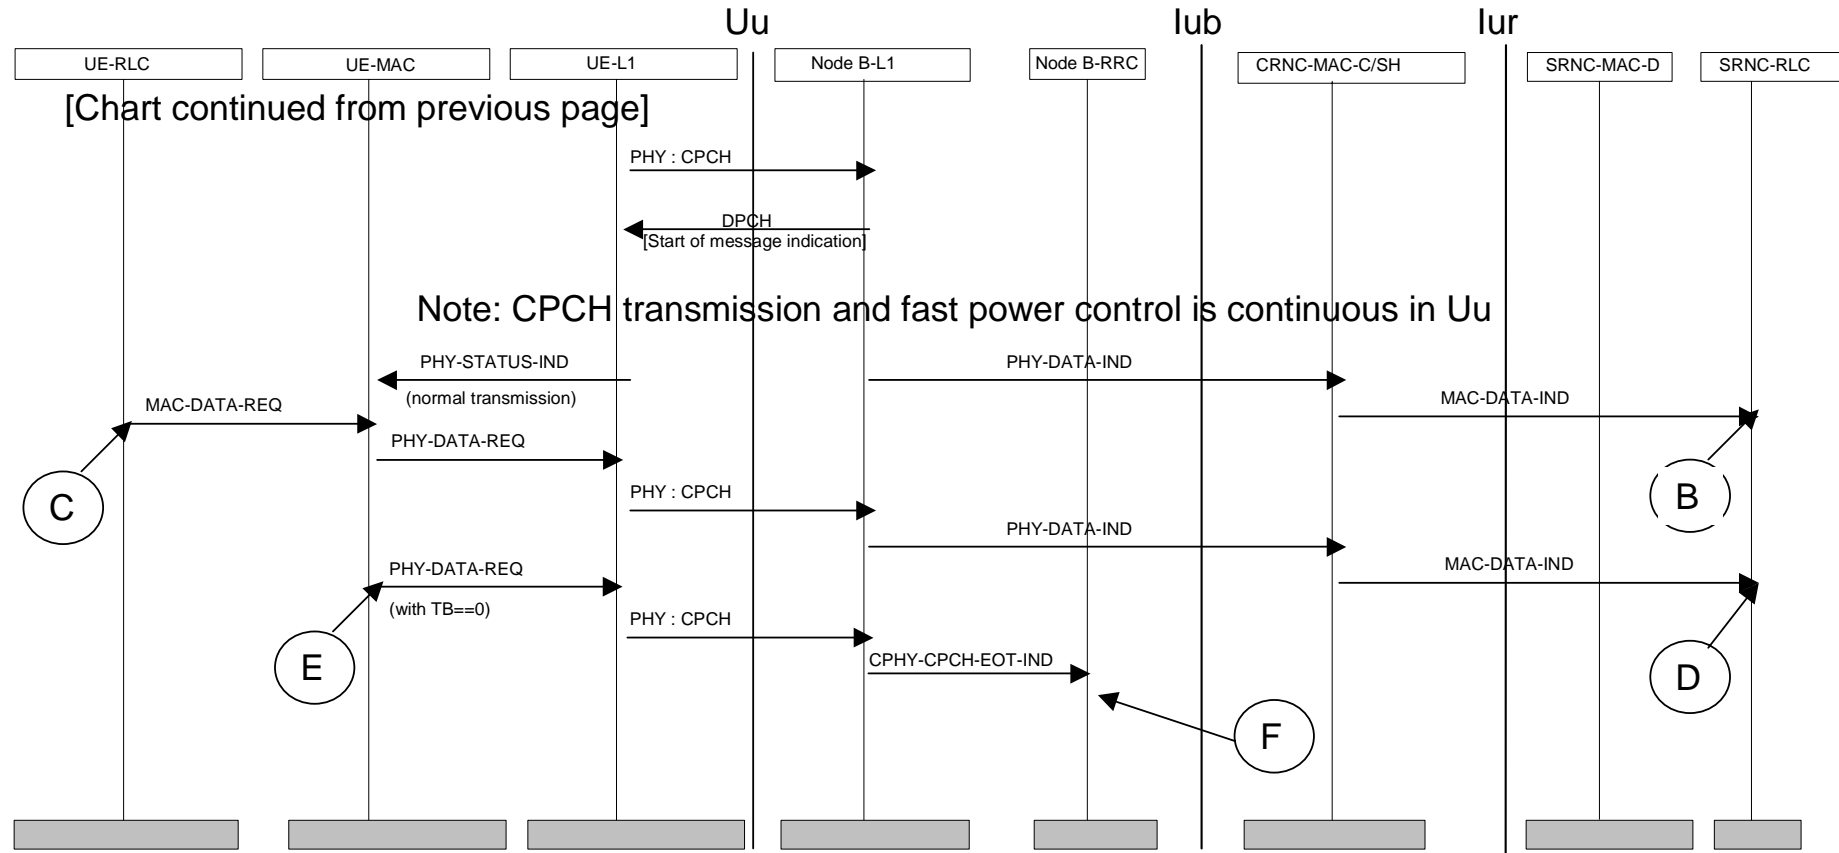 Uu
Iub
Iur
UE-RLC
UE-MAC
UE-L1
Node B-L1
Node B-RRC
CRNC-MAC-C/SH
SRNC-MAC-D
SRNC-RLC
[Chart continued from previous page]
PHY : CPCH
DPCH
[Start of message indication]
Note: CPCH transmission and fast power control is continuous in Uu
PHY-STATUS-IND
PHY-DATA-IND
(normal transmission)
MAC-DATA-REQ
MAC-DATA-IND
PHY-DATA-REQ
C
B
PHY : CPCH
PHY-DATA-IND
MAC-DATA-IND
PHY-DATA-REQ
(with TB==0)
PHY : CPCH
E
CPHY-CPCH-EOT-IND
D
F